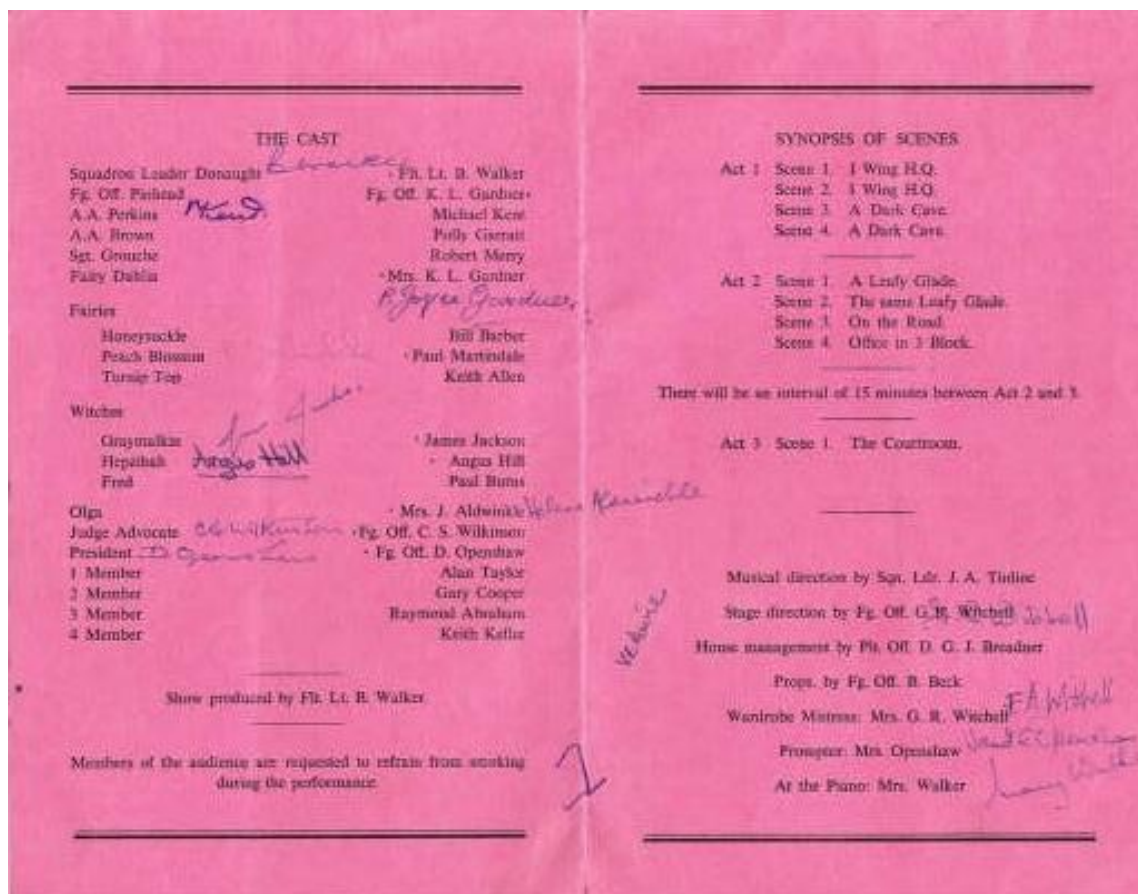 THE CAST
Squadron Leader Donaught Flt. Lt. B. Walker
Fg. Off. Pinhead Fg. Off. K. L. Gardner
A.A. Perkins MKent Michael Kent
A.A. Brown Polly Garratt
Sgt. Grouche Robert Merry
Fairy Dahlia Mrs. K. L. Gardner
P. Joyce Gardner
Fairies
Honeysuckle Bill Barber
Peach Blossom Paul Martindale
Turnip Top Keith Allen
Witches
Graymalkin James Jackson
Hepzibah Angus Hill Angus Hill
Fred Paul Burns
Olga Mrs. J. Aldwinkle
Judge Advocate CS Wilkinson Fg. Off. C. S. Wilkinson
President Fg. Off. D. Openshaw
1 Member Alan Taylor
2 Member Gary Cooper
3 Member Raymond Abraham
4 Member Keith Keller
Show produced by Flt. Lt. B. Walker
Members of the audience are requested to refrain from smoking
during the performance.
SYNOPSIS OF SCENES
Act 1 Scene 1. I Wing H.Q.
Scene 2. I Wing H.Q.
Scene 3. A Dark Cave.
Scene 4. A Dark Cave.
Act 2 Scene 1. A Leafy Glade.
Scene 2. The same Leafy Glade.
Scene 3. On the Road.
Scene 4. Office in 3 Block.
There will be an interval of 15 minutes between Act 2 and 3.
Act 3 Scene 1. The Courtroom.
Musical direction by Sqn. Ldr. J. A. Tinline
Stage direction by Fg. Off. G. R. Witchell
House management by Plt. Off. D. G. J. Breadner
Props. by Fg. Off. B. Beck
Wardrobe Mistress: Mrs. G. R. Witchell
Prompter: Mrs. Openshaw
At the Piano: Mrs. Walker